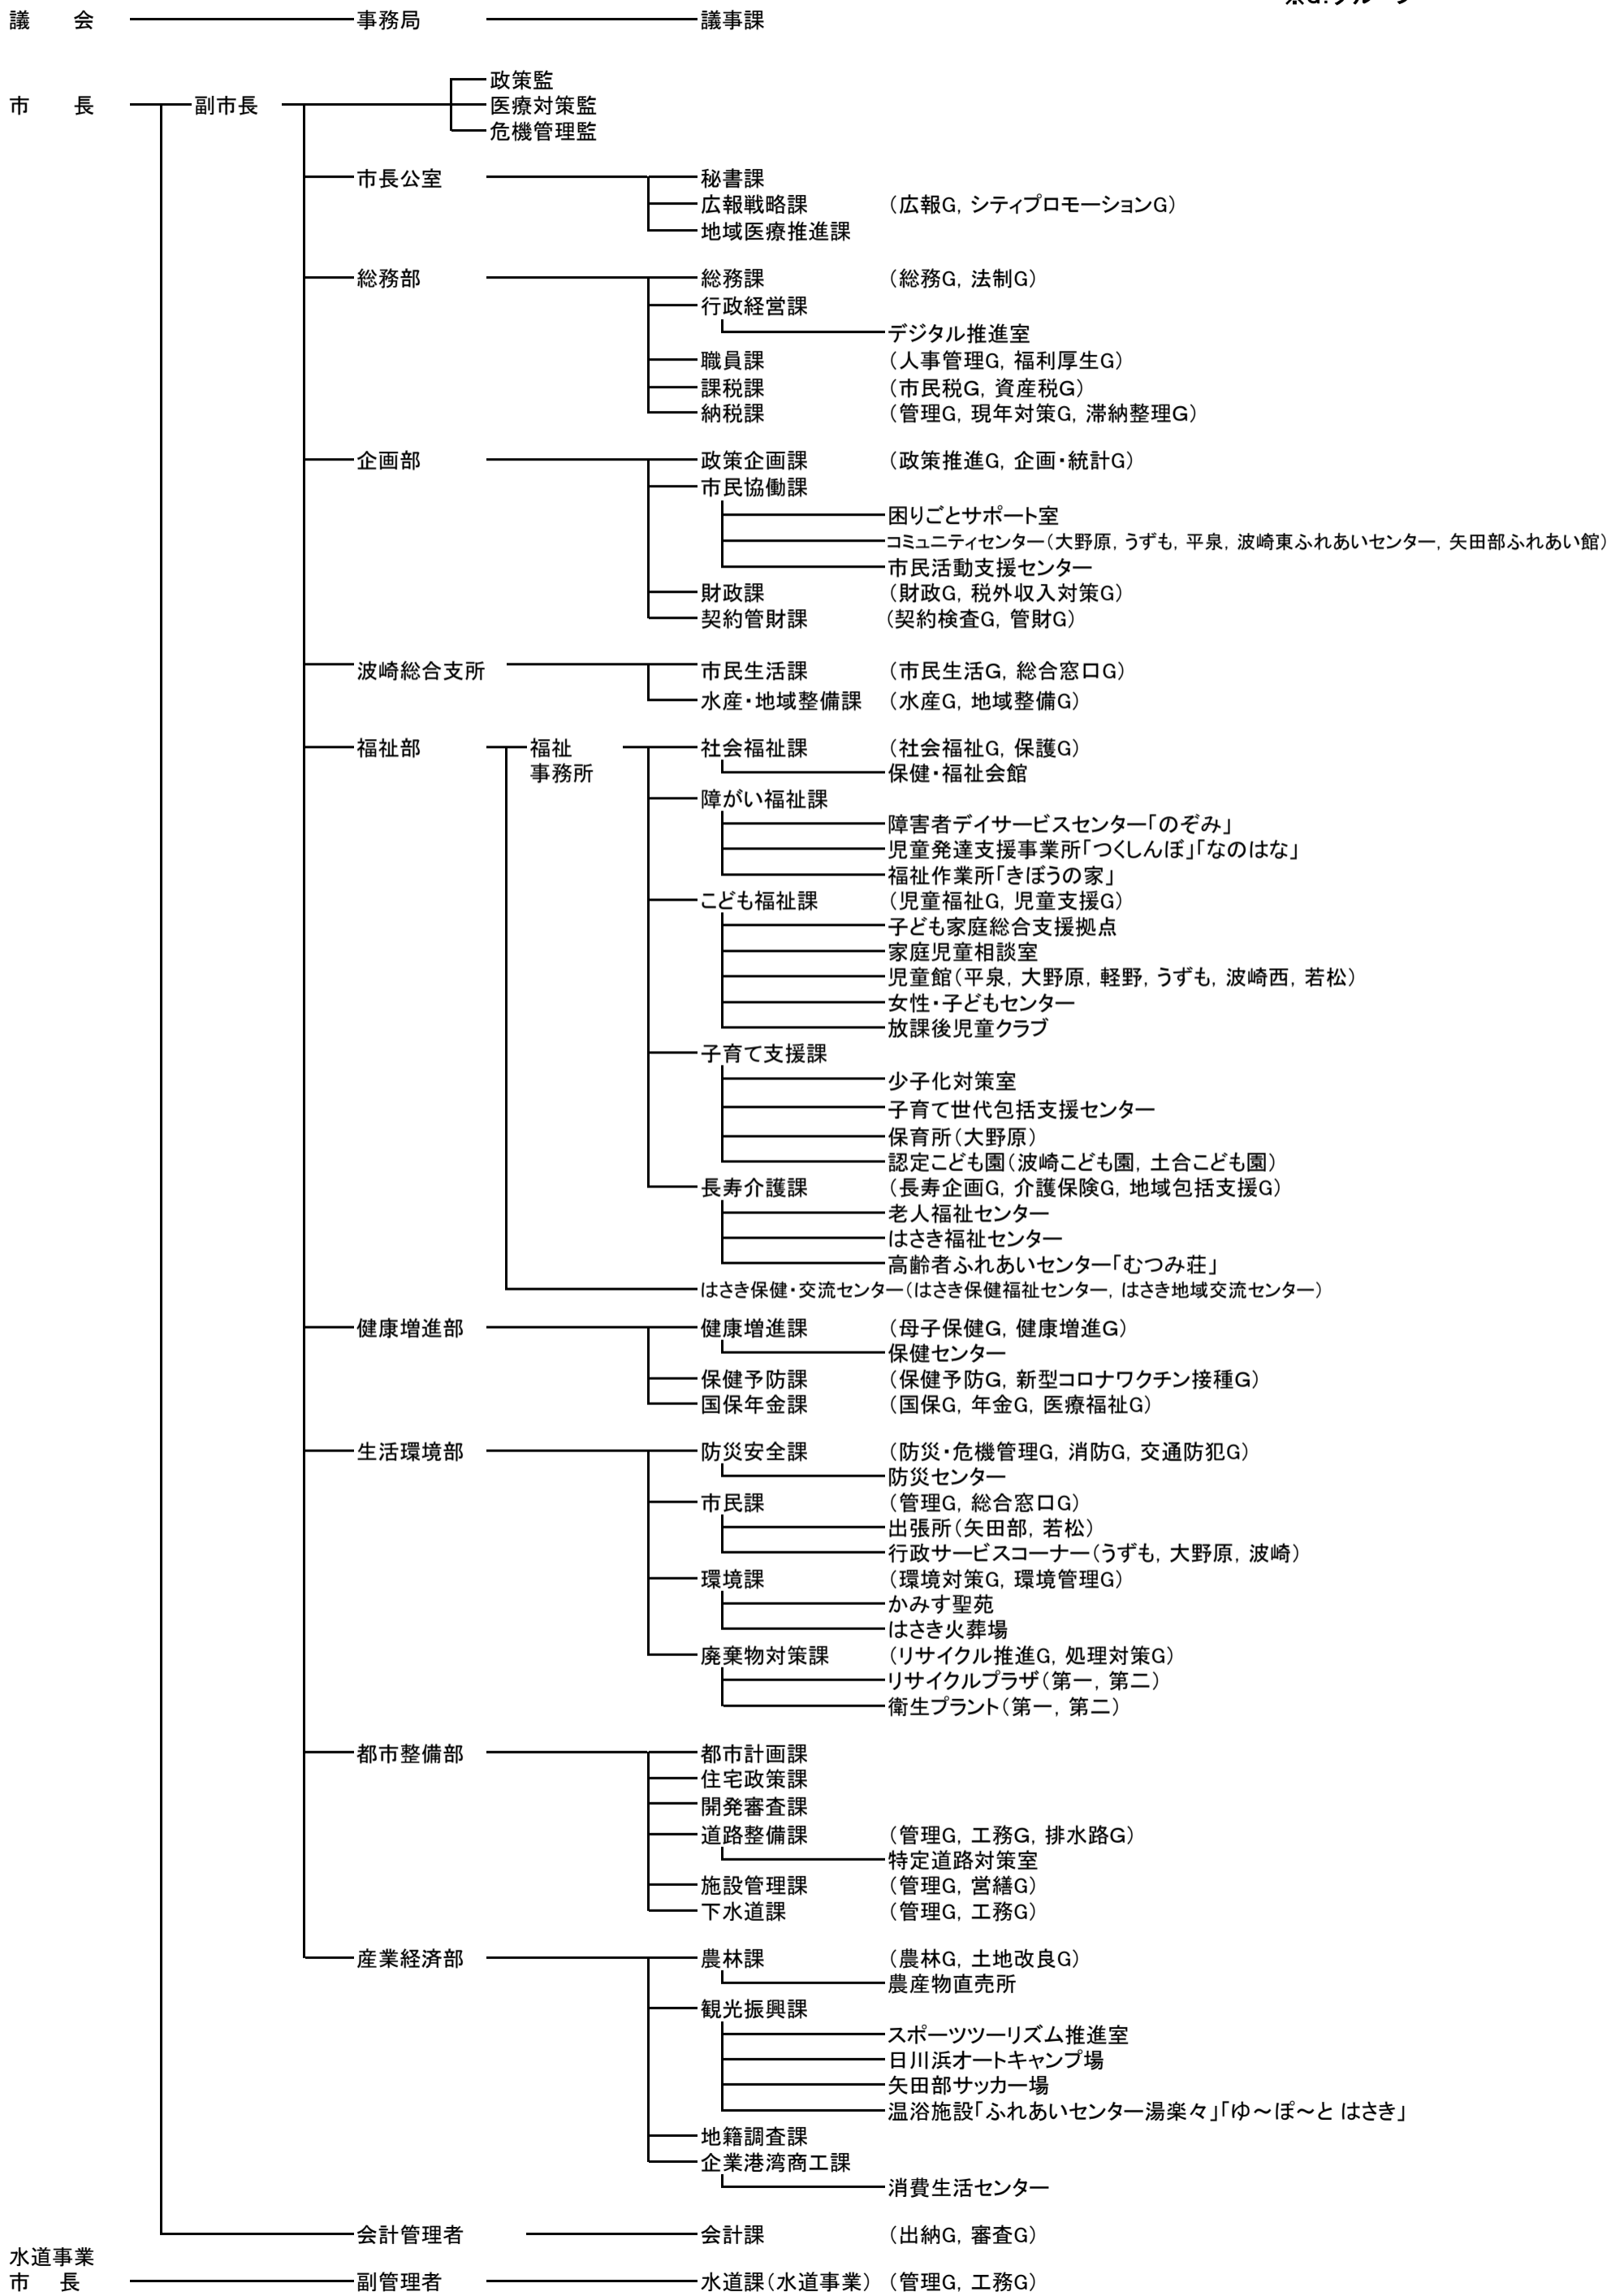 議　会　事務局　議事課
政策監
市　長　副市長　医療対策監
危機管理監
市長公室　秘書課
広報戦略課　（広報G，シティプロモーションG）
地域医療推進課
総務部　総務課　（総務G，法制G）
行政経営課
デジタル推進室
職員課　（人事管理G，福利厚生G）
課税課　（市民税G，資産税G）
納税課　（管理G，現年対策G，滞納整理G）
企画部　政策企画課　（政策推進G，企画・統計G）
市民協働課
困りごとサポート室
コミュニティセンター（大野原，うずも，平泉，波崎東ふれあいセンター，矢田部ふれあい館）
市民活動支援センター
財政課　（財政G，税外収入対策G）
契約管財課　（契約検査G，管財G）
波崎総合支所　市民生活課　（市民生活G，総合窓口G）
水産・地域整備課　（水産G，地域整備G）
福祉部　福祉　社会福祉課　（社会福祉G，保護G）
事務所　保健・福祉会館
障がい福祉課
障害者デイサービスセンター「のぞみ」
児童発達支援事業所「つくしんぼ」「なのはな」
福祉作業所「きぼうの家」
こども福祉課　（児童福祉G，児童支援G）
子ども家庭総合支援拠点
家庭児童相談室
児童館（平泉，大野原，軽野，うずも，波崎西，若松）
女性・子どもセンター
放課後児童クラブ
子育て支援課
少子化対策室
子育て世代包括支援センター
保育所（大野原）
認定こども園（波崎こども園，土合こども園）
長寿介護課　（長寿企画G，介護保険G，地域包括支援G）
老人福祉センター
はさき福祉センター
高齢者ふれあいセンター「むつみ荘」
はさき保健・交流センター（はさき保健福祉センター，はさき地域交流センター）
健康増進部　健康増進課　（母子保健G，健康増進G）
保健センター
保健予防課　（保健予防G，新型コロナワクチン接種G）
国保年金課　（国保G，年金G，医療福祉G）
生活環境部　防災安全課　（防災・危機管理G，消防G，交通防犯G）
防災センター
市民課　（管理G，総合窓口G）
出張所（矢田部，若松）
行政サービスコーナー（うずも，大野原，波崎）
環境課　（環境対策G，環境管理G）
かみす聖苑
はさき火葬場
廃棄物対策課　（リサイクル推進G，処理対策G）
リサイクルプラザ（第一，第二）
衛生プラント（第一，第二）
都市整備部　都市計画課
住宅政策課
開発審査課
道路整備課　（管理G，工務G，排水路G）
特定道路対策室
施設管理課　（管理G，営繕G）
下水道課　（管理G，工務G）
産業経済部　農林課　（農林G，土地改良G）
農産物直売所
観光振興課
スポーツツーリズム推進室
日川浜オートキャンプ場
矢田部サッカー場
温浴施設「ふれあいセンター湯楽々」「ゆ～ぽ～と はさき」
地籍調査課
企業港湾商工課
消費生活センター
会計管理者　会計課　（出納G，審査G）
水道事業
市　長　副管理者　水道課（水道事業）　（管理G，工務G）